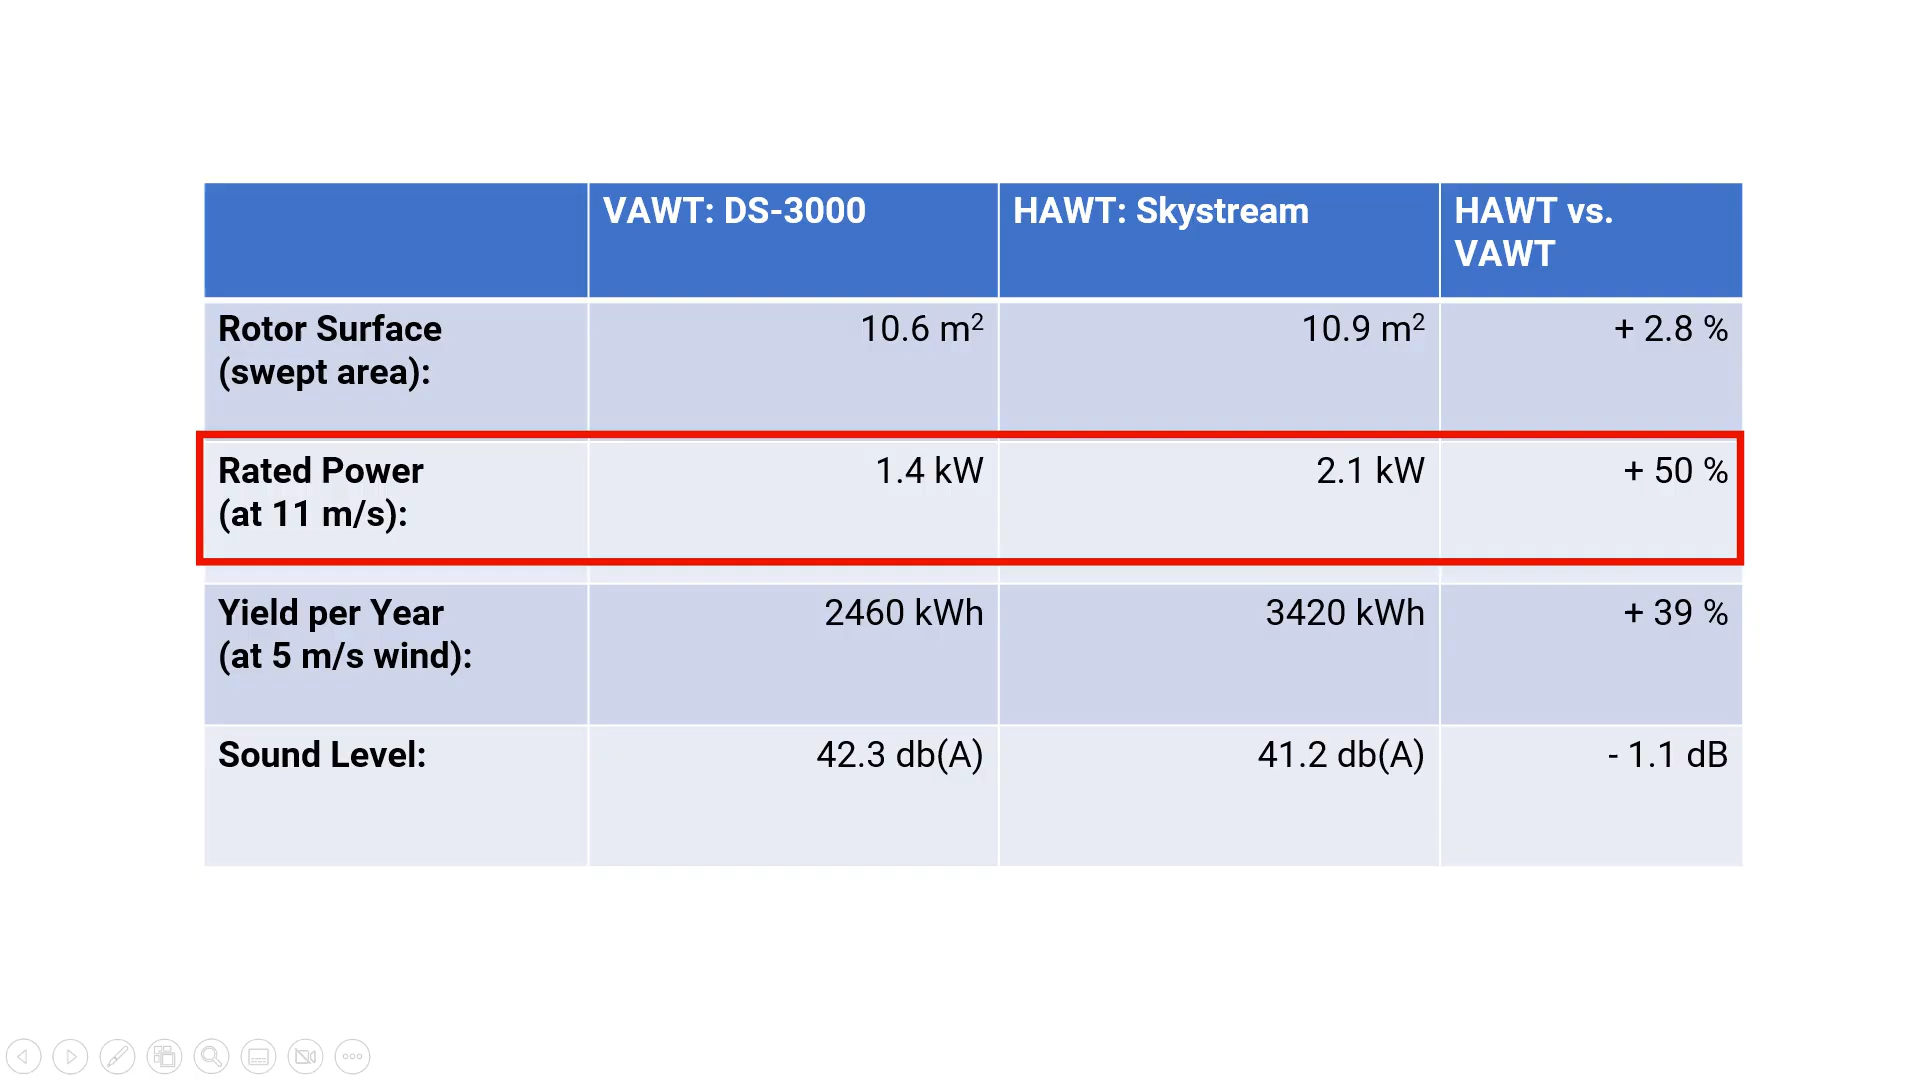 VAWT: DS-3000
HAWT: Skystream
HAWT vs.
VAWT
Rotor Surface
(swept area):
10.6 m²
10.9 m²
+ 2.8 %
Rated Power
(at 11 m/s):
1.4 kW
2.1 kW
+ 50 %
Yield per Year
(at 5 m/s wind):
2460 kWh
3420 kWh
+ 39 %
Sound Level:
42.3 db(A)
41.2 db(A)
- 1.1 dB